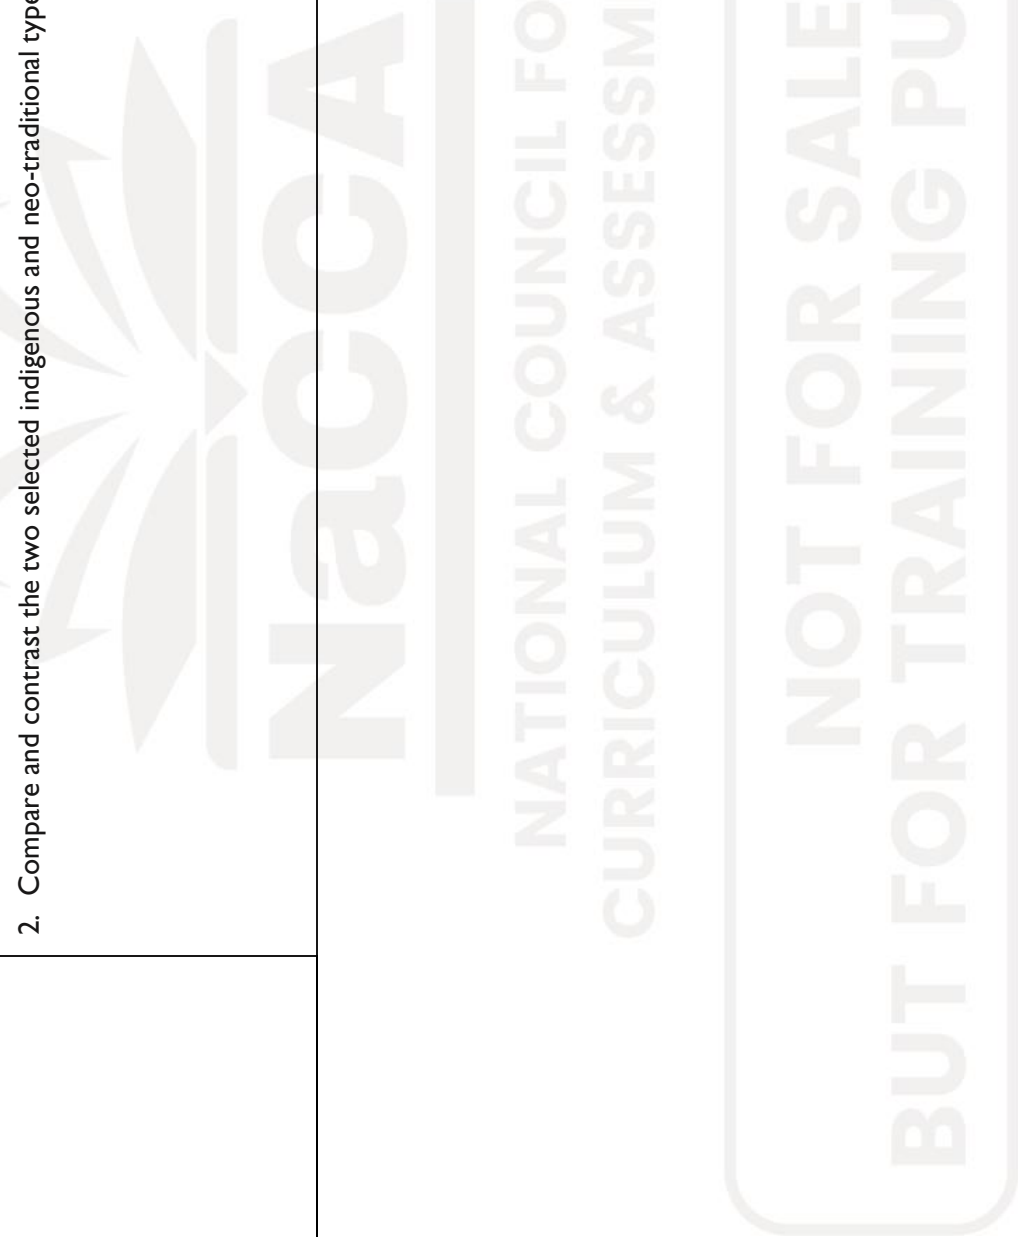 2. Compare and contrast the two selected indigenous and neo-traditional type
NaCCA
NATIONAL COUNCIL FO
CURRICULUM & ASSESSM
NOT FOR SALE
BUT FOR TRAINING PU